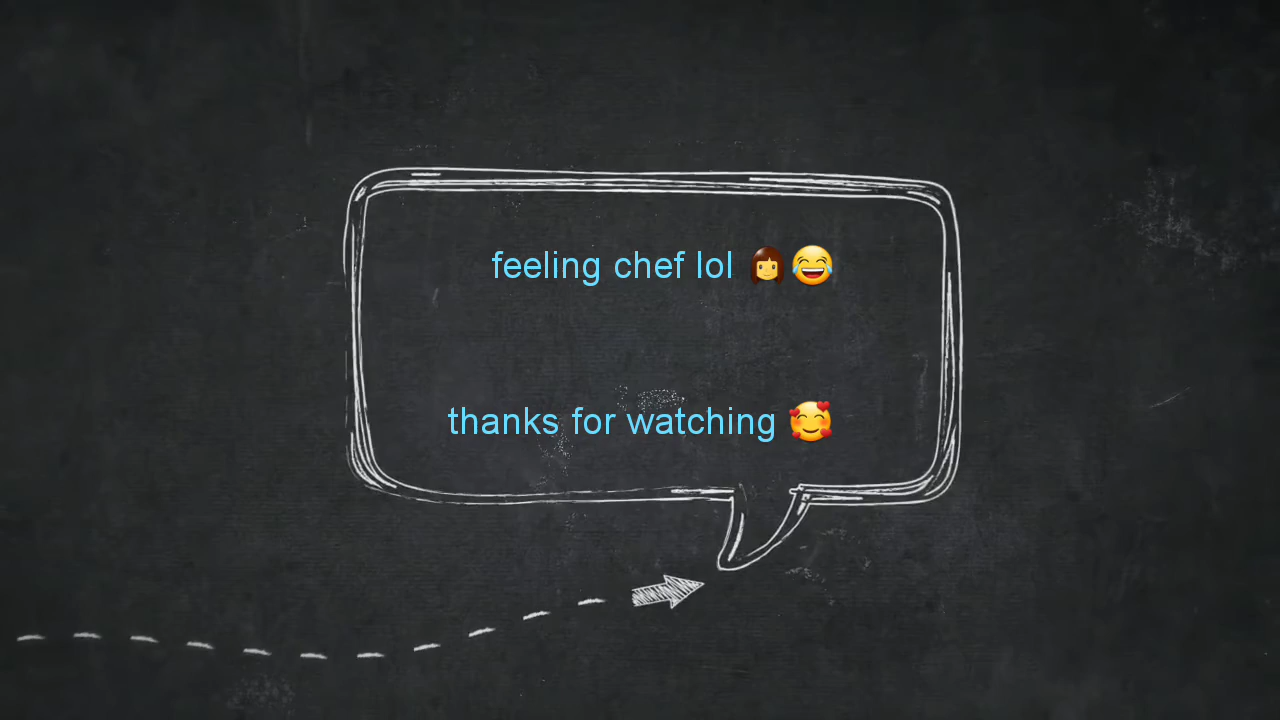 feeling chef lol 👩😂
thanks for watching 🥰